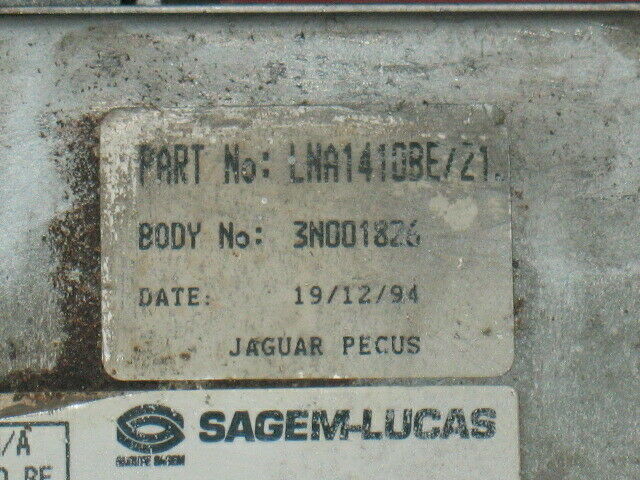 PART No: LNA1410BE/21.
BODY No: 3N001826
DATE: 19/12/94
JAGUAR PECUS
SAGEM-LUCAS
/A